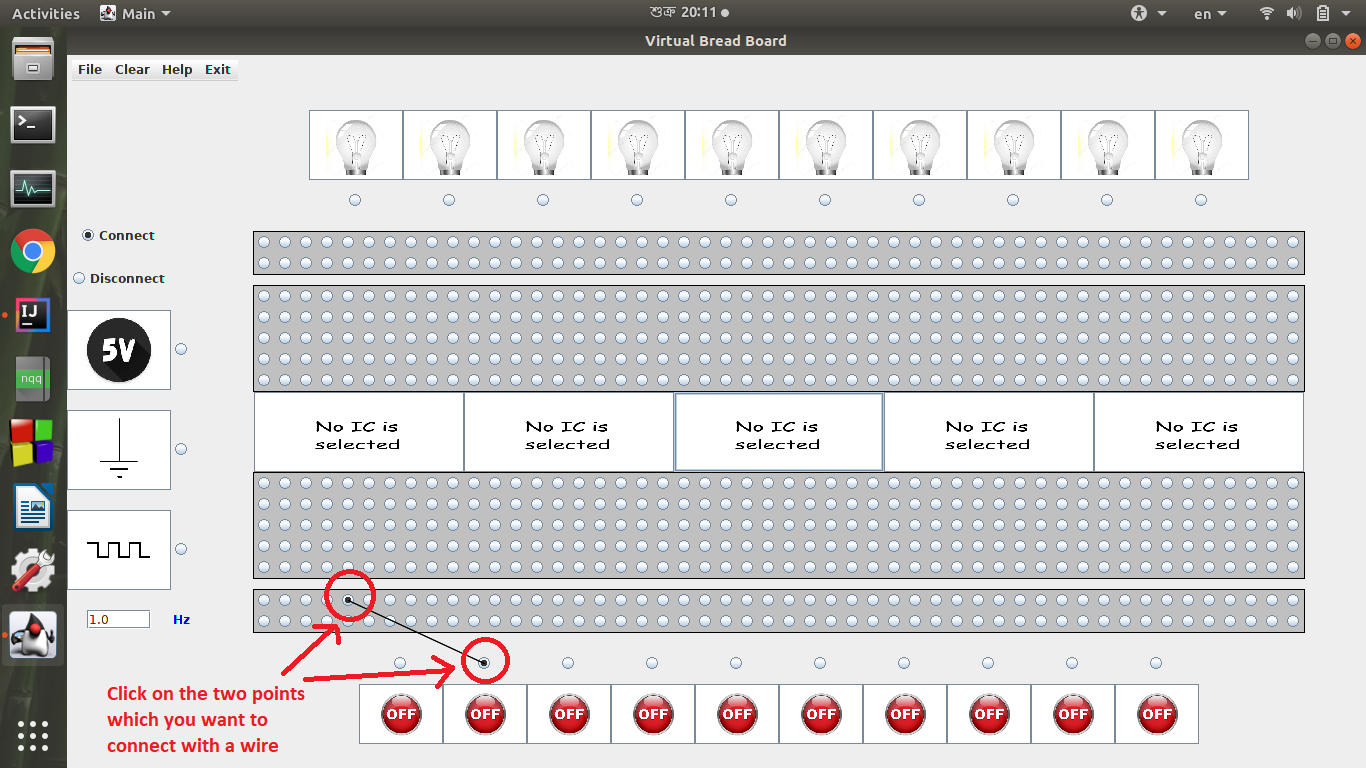 Activities Main শুক্র 20:11 en
Virtual Bread Board
File Clear Help Exit
Connect
Disconnect
5V
No IC is
selected
No IC is
selected
No IC is
selected
No IC is
selected
No IC is
selected
IJ
nqq
1.0 Hz
Click on the two points
which you want to
connect with a wire
OFF OFF OFF OFF OFF OFF OFF OFF OFF OFF